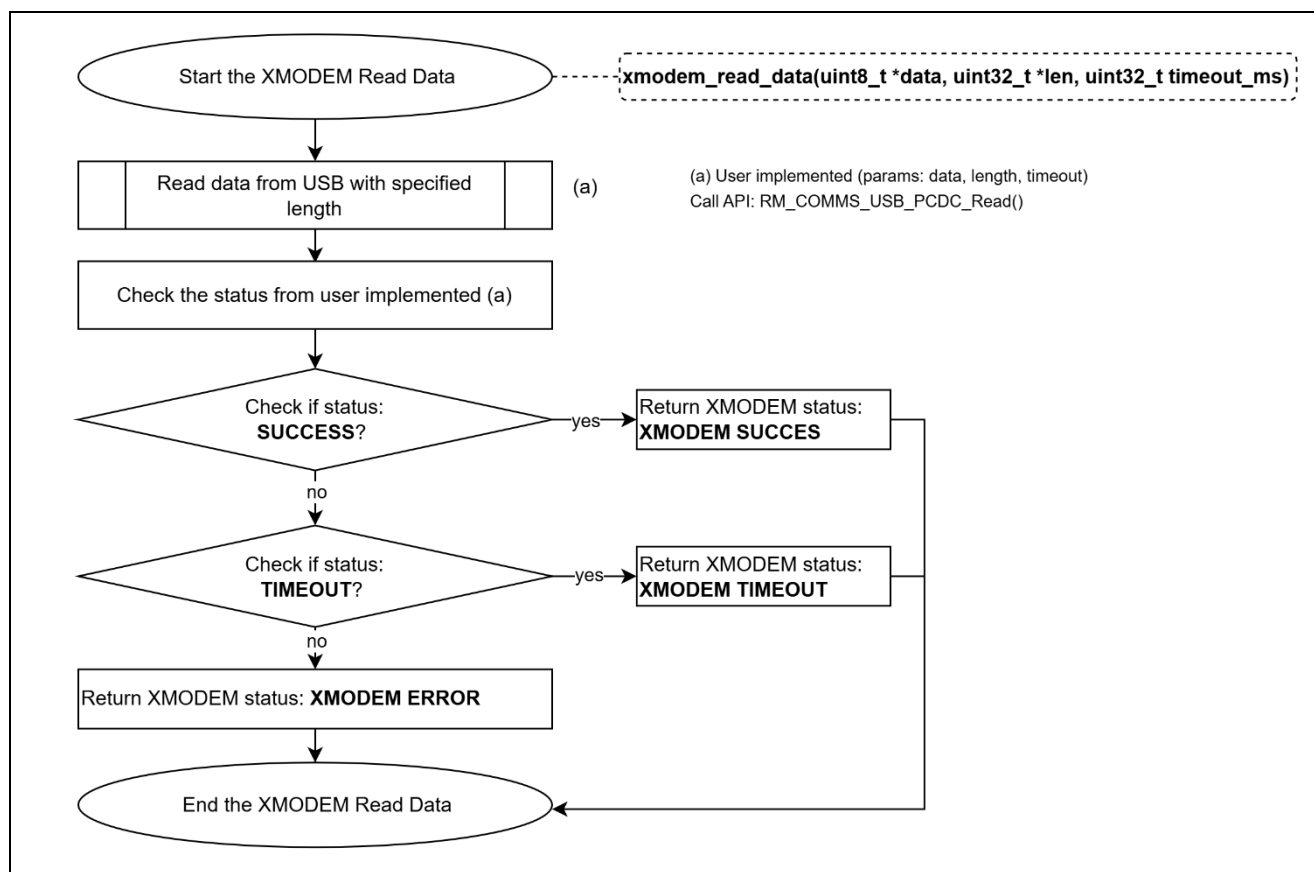 Start the XMODEM Read Data
xmodem_read_data(uint8_t *data, uint32_t *len, uint32_t timeout_ms)
Read data from USB with specified
length
(a)
(a) User implemented (params: data, length, timeout)
Call API: RM_COMMS_USB_PCDC_Read()
Check the status from user implemented (a)
Check if status:
SUCCESS?
yes
Return XMODEM status:
XMODEM SUCCES
no
Check if status:
TIMEOUT?
yes
Return XMODEM status:
XMODEM TIMEOUT
no
Return XMODEM status: XMODEM ERROR
End the XMODEM Read Data